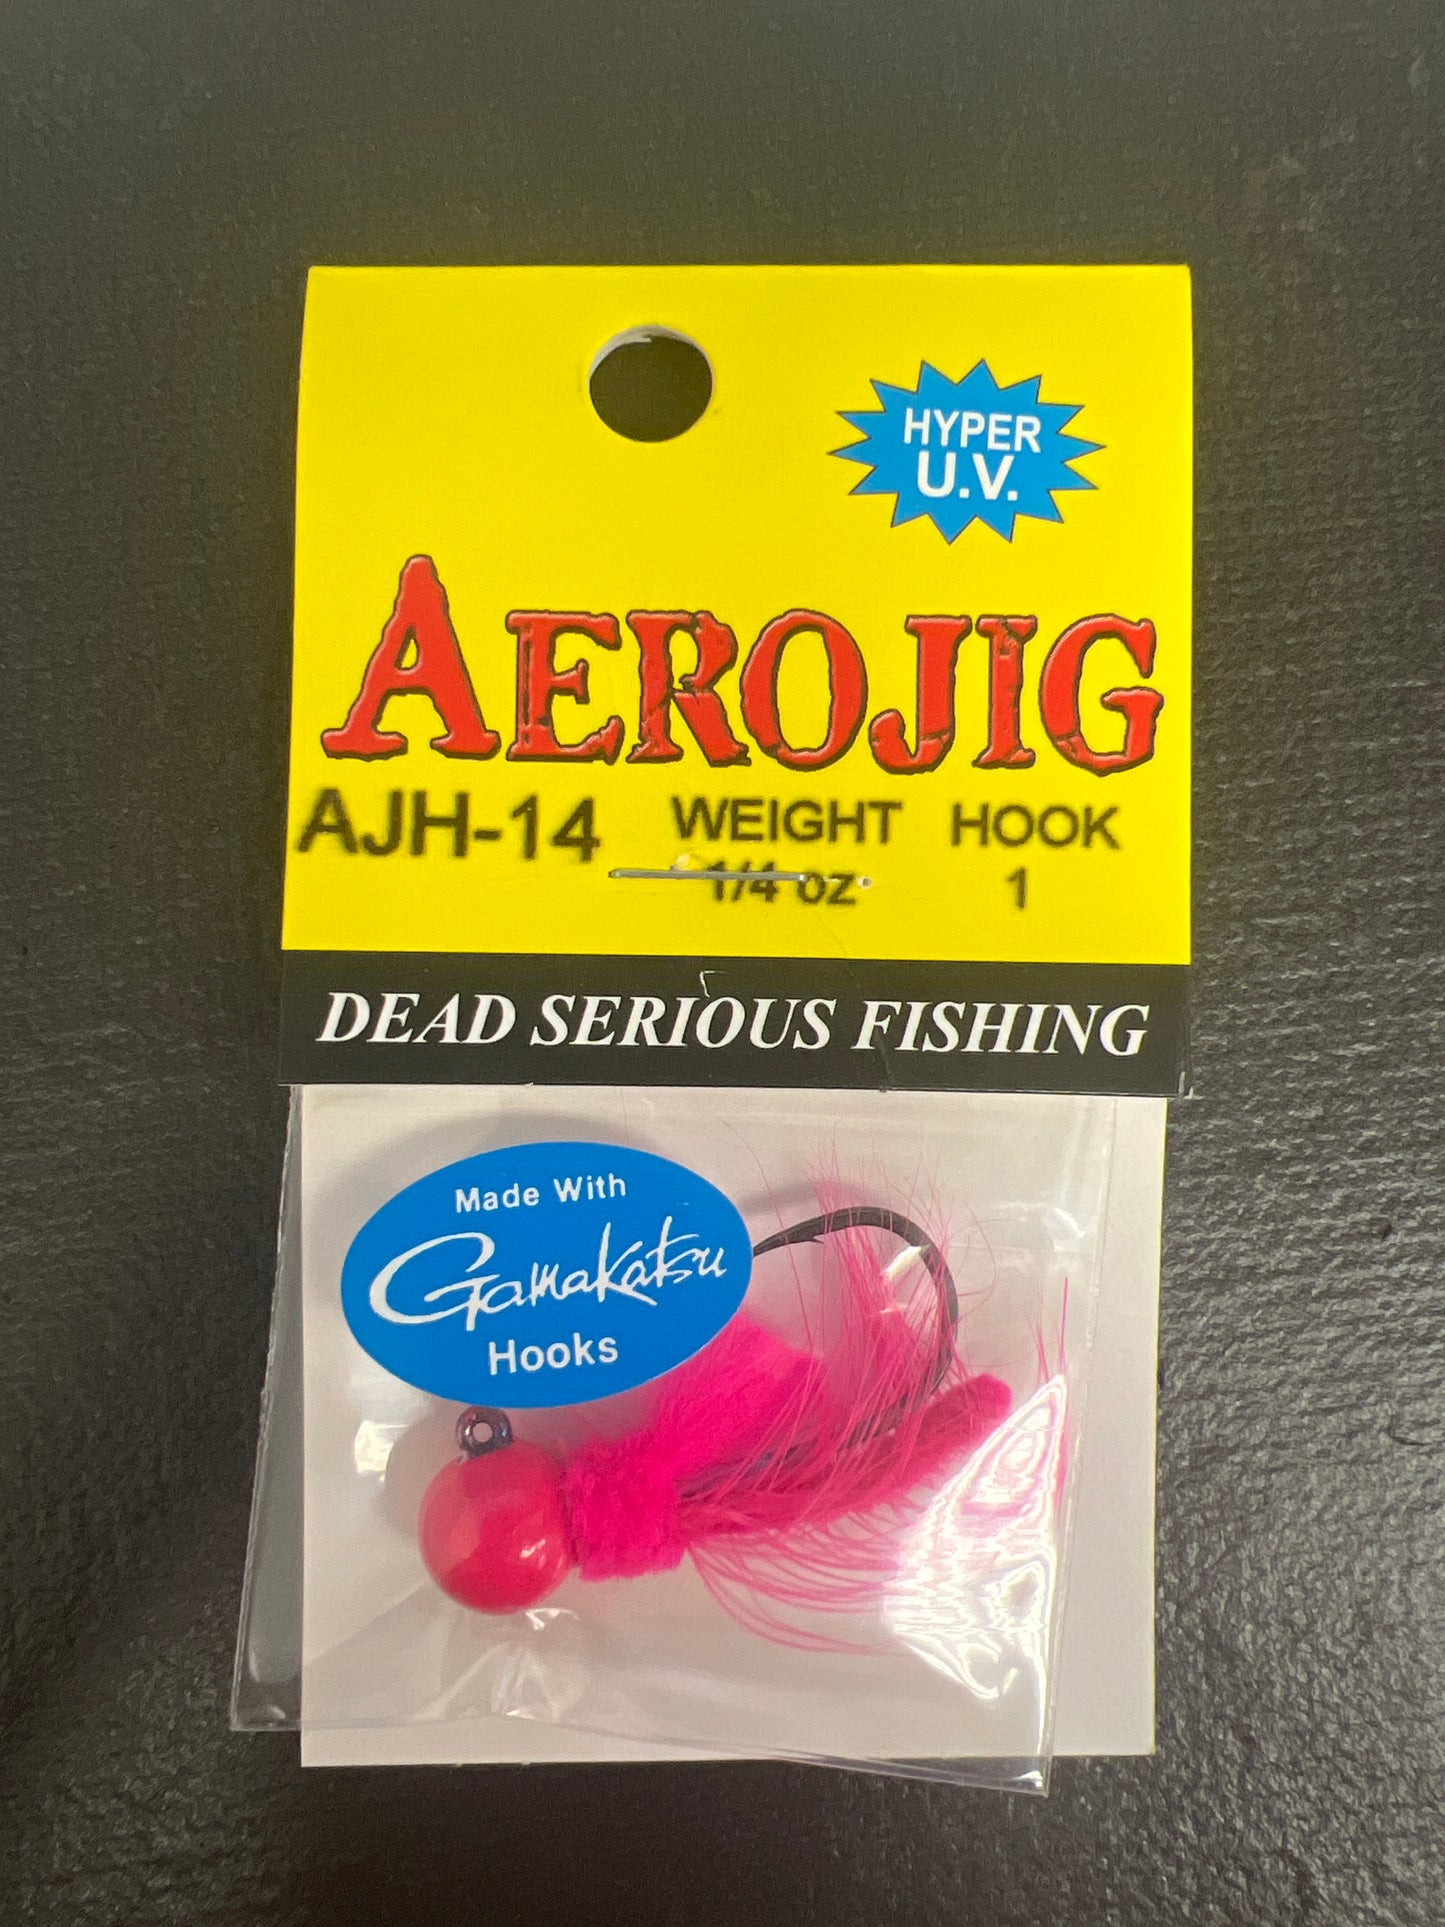 HYPER
U.V.
AEROJIG
AJH-14 WEIGHT HOOK
1/4 oz 1
DEAD SERIOUS FISHING
Made With
Gamakatsu
Hooks